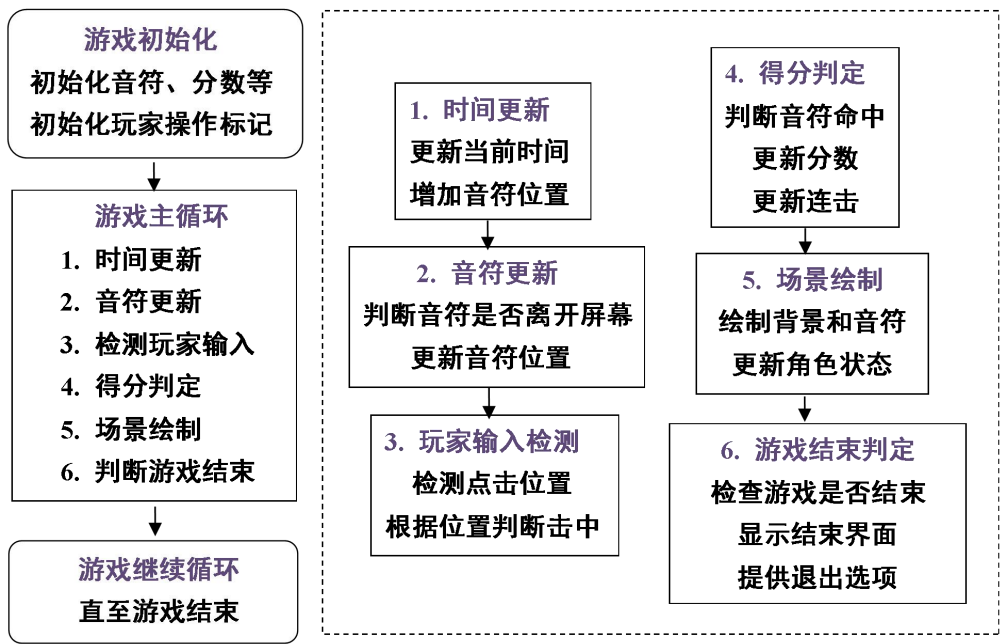 游戏初始化
初始化音符、分数等
初始化玩家操作标记
游戏主循环
1. 时间更新
2. 音符更新
3. 检测玩家输入
4. 得分判定
5. 场景绘制
6. 判断游戏结束
游戏继续循环
直至游戏结束
1. 时间更新
更新当前时间
增加音符位置
2. 音符更新
判断音符是否离开屏幕
更新音符位置
3. 玩家输入检测
检测点击位置
根据位置判断击中
4. 得分判定
判断音符命中
更新分数
更新连击
5. 场景绘制
绘制背景和音符
更新角色状态
6. 游戏结束判定
检查游戏是否结束
显示结束界面
提供退出选项